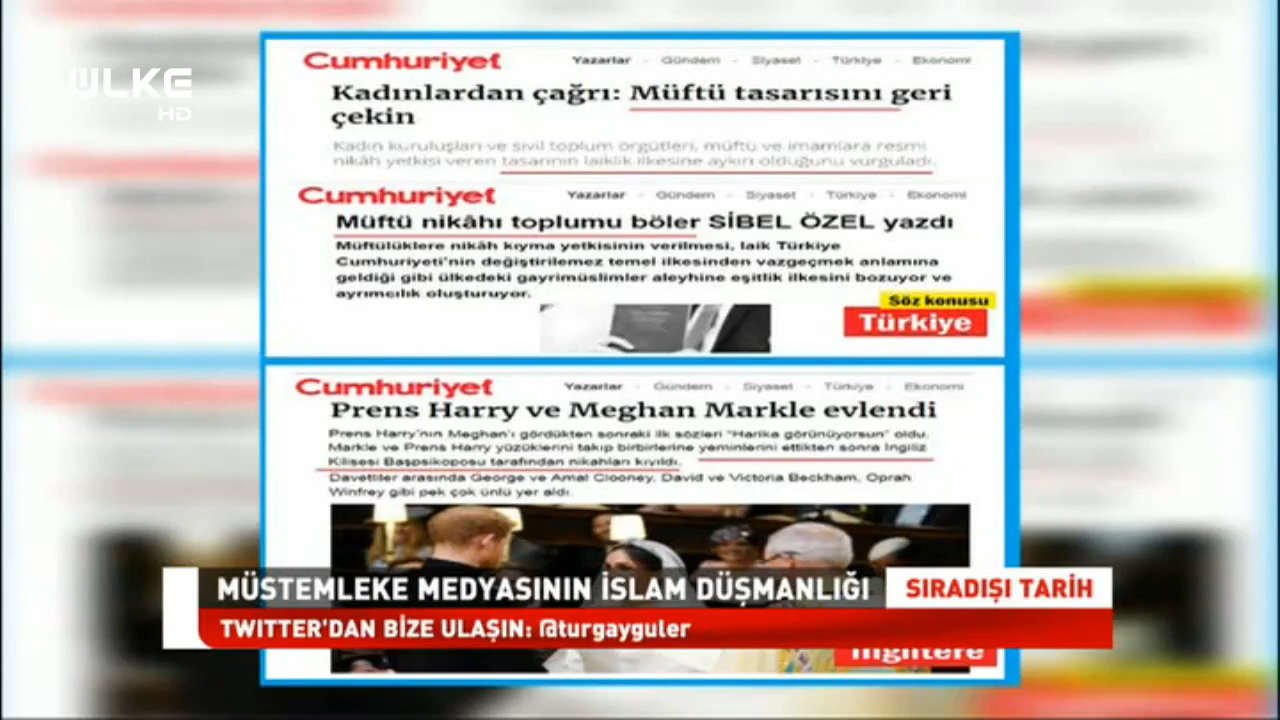 ÜLKE
HD
Cumhuriyet
Yazarlar - Gündem - Siyaset - Türkiye - Ekonomi
Kadınlardan çağrı: Müftü tasarısını geri
çekin
Kadın kuruluşları ve sivil toplum örgütleri, müftü ve imamlara resmi
nikâh yetkisi veren tasarının laiklik ilkesine aykırı olduğunu vurguladı.
Cumhuriyet
Yazarlar - Gündem - Siyaset - Türkiye - Ekonomi
Müftü nikâhı toplumu böler SİBEL ÖZEL yazdı
Müftülüklere nikâh kıyma yetkisinin verilmesi, laik Türkiye
Cumhuriyeti'nin değiştirilemez temel ilkesinden vazgeçmek anlamına
geldiği gibi ülkedeki gayrimüslimler aleyhine eşitlik ilkesini bozuyor ve
ayrımcılık oluşturuyor.
Söz konusu
Türkiye
Cumhuriyet
Yazarlar - Gündem - Siyaset - Türkiye - Ekonomi
Prens Harry ve Meghan Markle evlendi
Prens Harry'nin Meghan'ı gördükten sonraki ilk sözleri "Harika görünüyorsun" oldu.
Markle ve Prens Harry yüzüklerini takıp birbirlerine yeminlerini ettikten sonra İngiliz
Kilisesi Başpsikoposu tarafından nikahları kıyıldı.
Davetliler arasında George ve Amal Clooney, David ve Victoria Beckham, Oprah
Winfrey gibi pek çok ünlü yer aldı.
MÜSTEMLEKE MEDYASININ İSLAM DÜŞMANLIĞI
SIRADIŞI TARİH
TWITTER'DAN BİZE ULAŞIN: @turgayguler
İngiltere